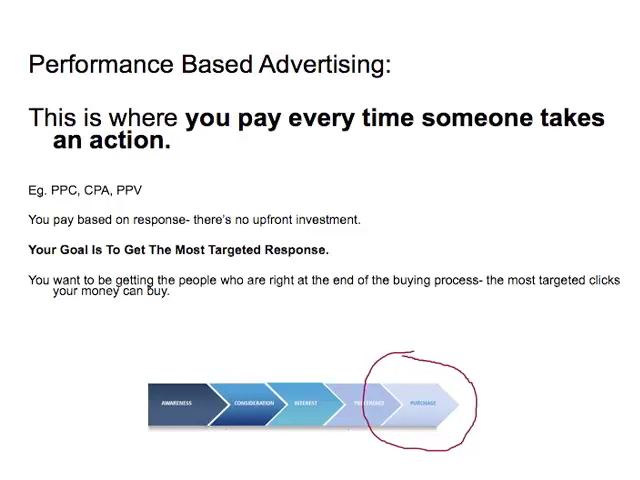 Performance Based Advertising:
This is where you pay every time someone takes
an action.
Eg. PPC, CPA, PPV
You pay based on response- there's no upfront investment.
Your Goal Is To Get The Most Targeted Response.
You want to be getting the people who are right at the end of the buying process- the most targeted clicks
your money can buy.
AWARENESS CONSIDERATION INTEREST PREFERENCE PURCHASE